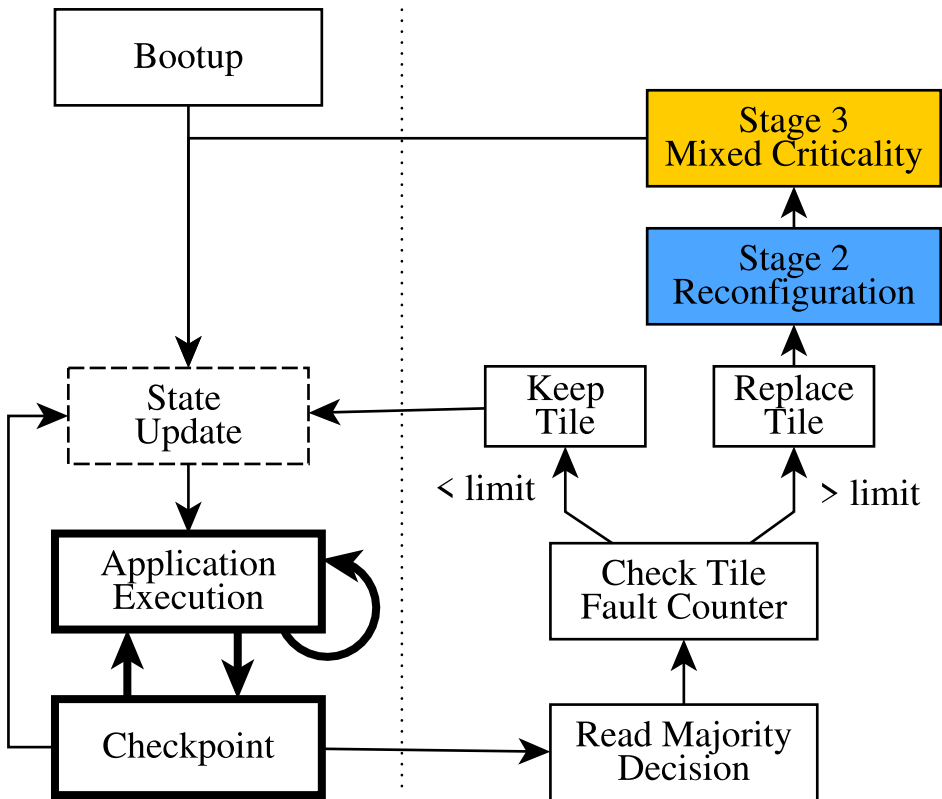 Bootup
Stage 3
Mixed Criticality
Stage 2
Reconfiguration
State
Update
Keep
Tile
Replace
Tile
< limit
> limit
Application
Execution
Check Tile
Fault Counter
Checkpoint
Read Majority
Decision